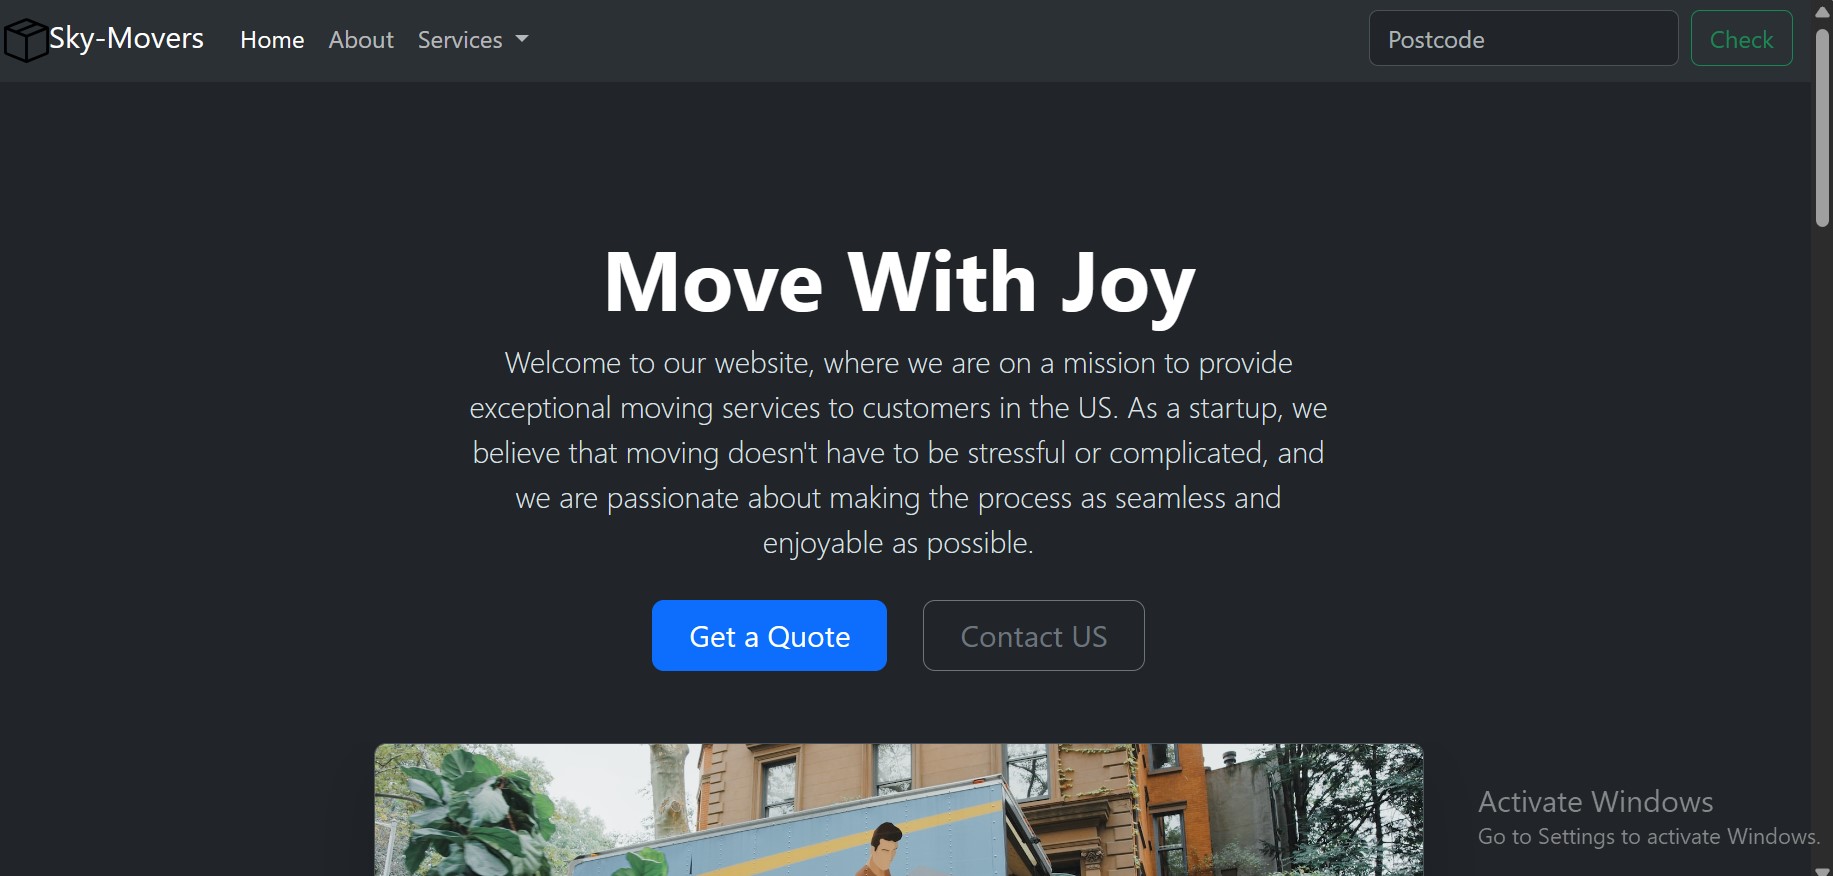 Sky-Movers Home About Services Postcode Check
Move With Joy
Welcome to our website, where we are on a mission to provide
exceptional moving services to customers in the US. As a startup, we
believe that moving doesn't have to be stressful or complicated, and
we are passionate about making the process as seamless and
enjoyable as possible.
Get a Quote Contact US
Activate Windows
Go to Settings to activate Windows.